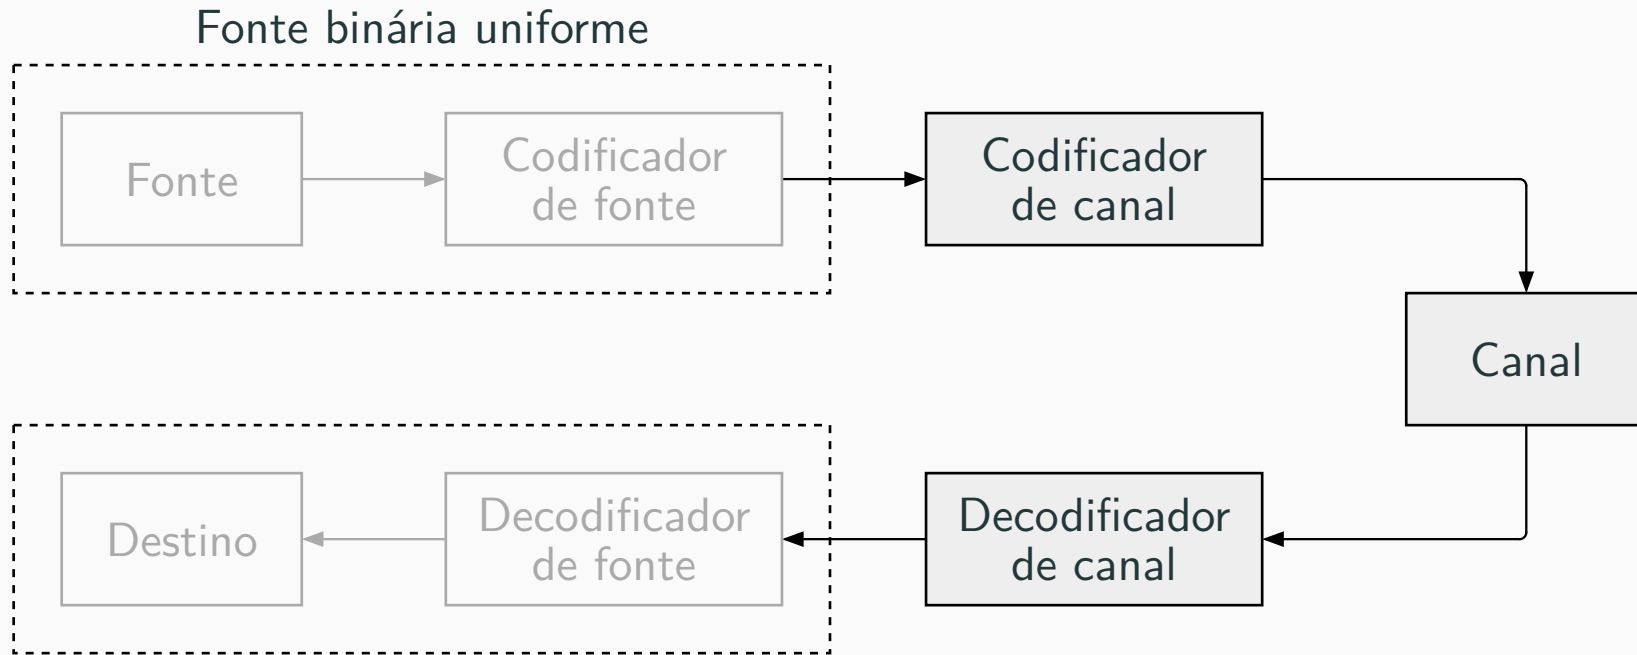 Fonte binária uniforme
Fonte
Codificador
de fonte
Codificador
de canal
Canal
Destino
Decodificador
de fonte
Decodificador
de canal